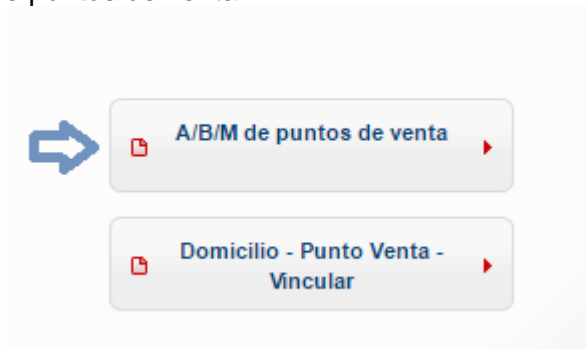 A/B/M de puntos de venta
Domicilio - Punto Venta -
Vincular